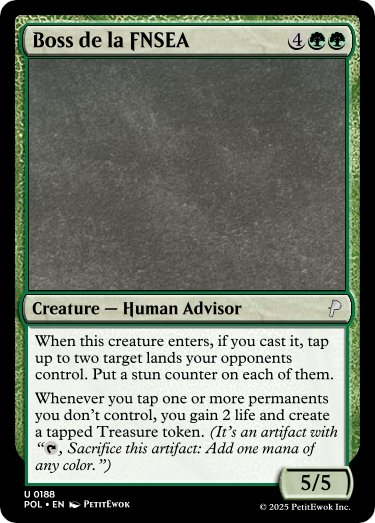 Boss de la FNSEA 4
Creature — Human Advisor
When this creature enters, if you cast it, tap
up to two target lands your opponents
control. Put a stun counter on each of them.
Whenever you tap one or more permanents
you don't control, you gain 2 life and create
a tapped Treasure token. (It's an artifact with
“, Sacrifice this artifact: Add one mana of
any color.”)
5/5
U 0188
POL • EN PetitEwok
© 2025 PetitEwok Inc.